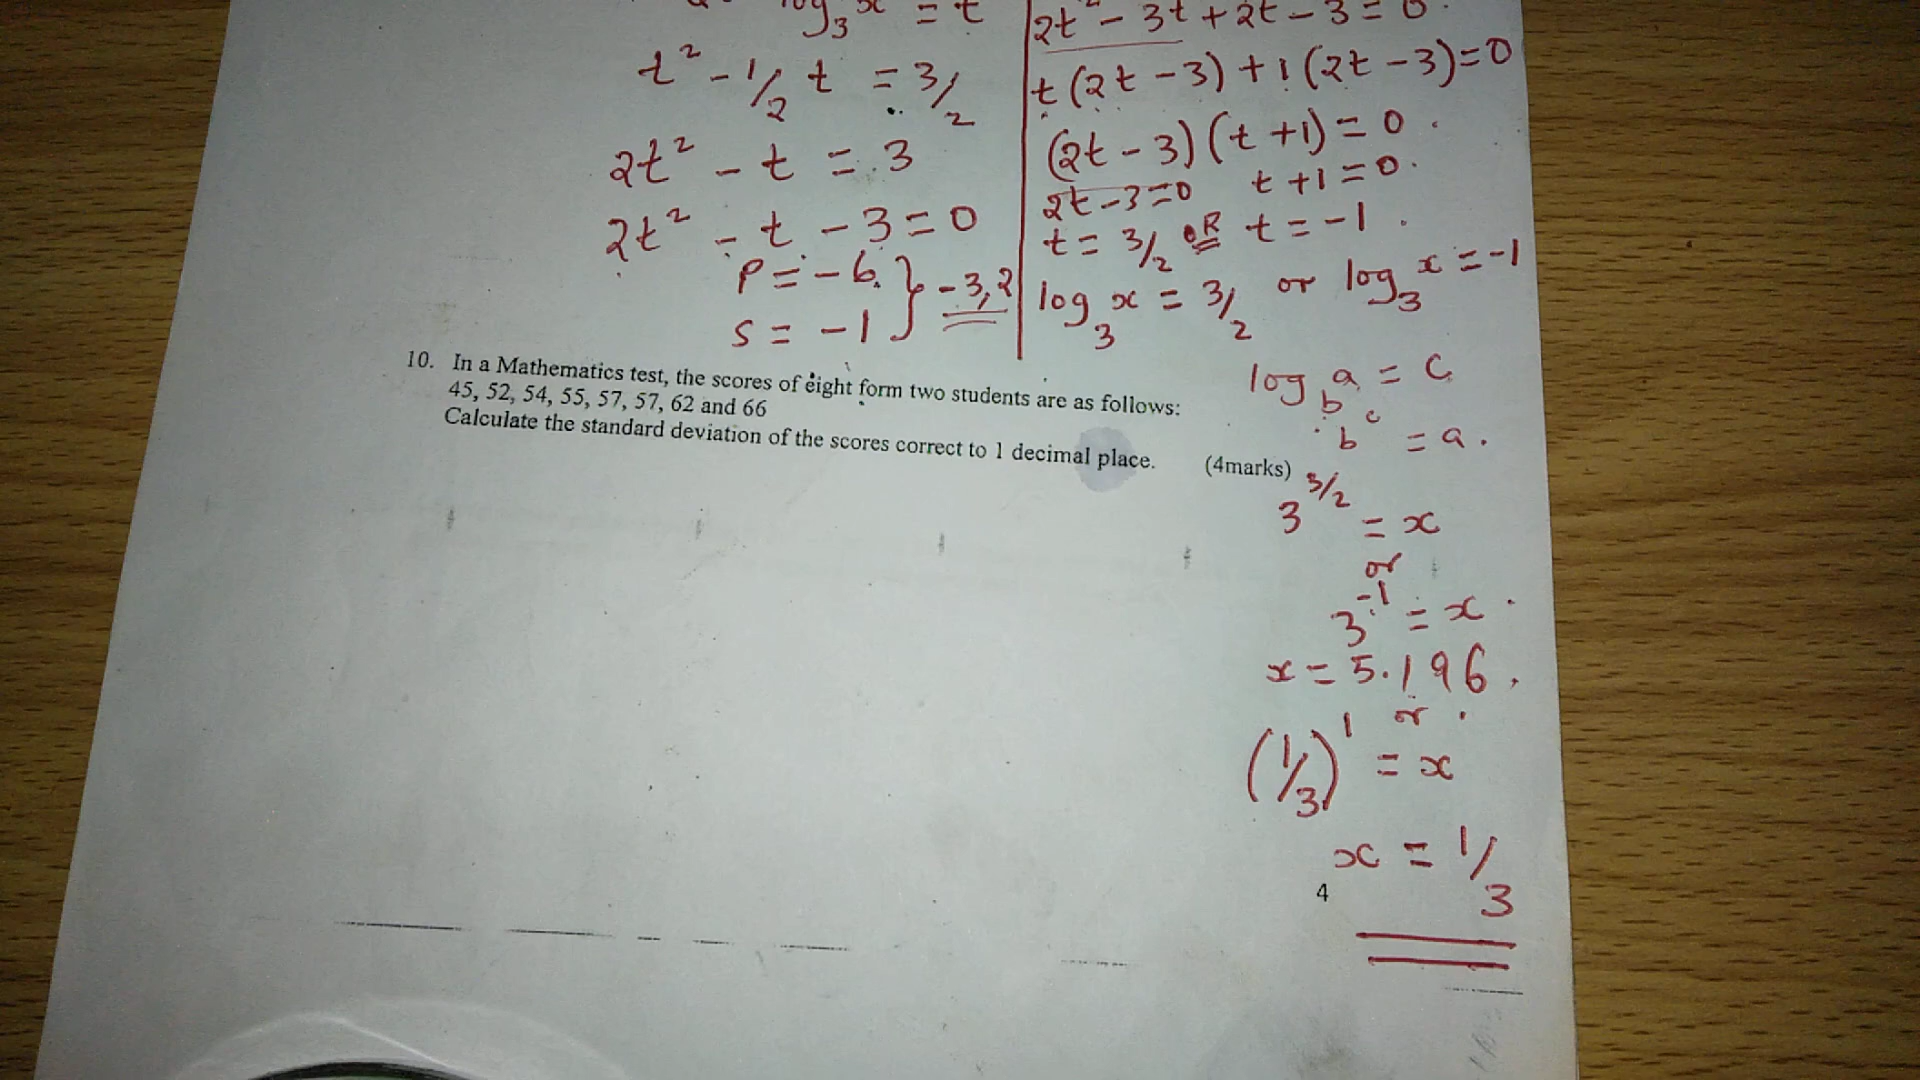 log₃ x = t
t² - 1/2 t = 3/2
2t² - t = 3
2t² - t - 3 = 0
P = -6 } -3, 2
S = -1
2t² - 3t + 2t - 3 = 0
t(2t - 3) + 1(2t - 3) = 0
(2t - 3)(t + 1) = 0
2t - 3 = 0 t + 1 = 0
t = 3/2 OR t = -1
log₃ x = 3/2 or log₃ x = -1
log_b a = c
b^c = a
3^3/2 = x
or
3^-1 = x
x = 5.196
or
(1/3)^1 = x
x = 1/3
10. In a Mathematics test, the scores of eight form two students are as follows:
45, 52, 54, 55, 57, 57, 62 and 66
Calculate the standard deviation of the scores correct to 1 decimal place. (4marks)
4